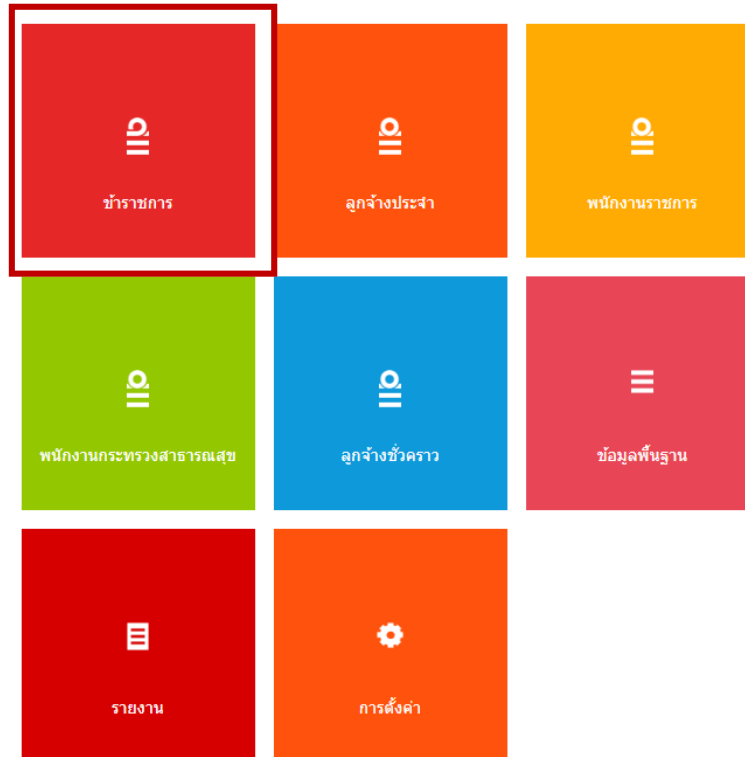 ข้าราชการ
ลูกจ้างประจำ
พนักงานราชการ
พนักงานกระทรวงสาธารณสุข
ลูกจ้างชั่วคราว
ข้อมูลพื้นฐาน
รายงาน
การตั้งค่า